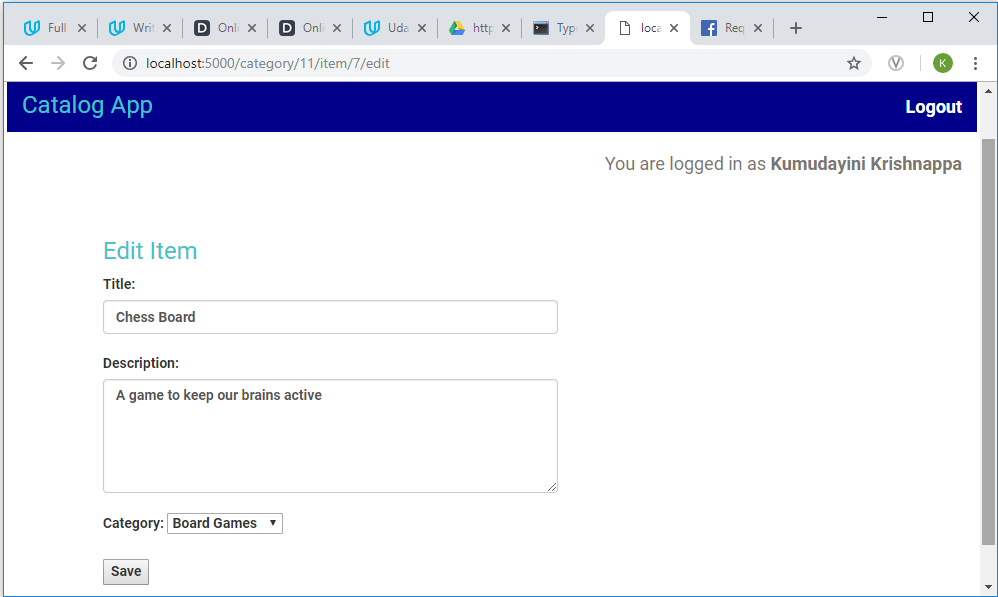 Full Writ Onli Onli Uda http Type loca Req
localhost:5000/category/11/item/7/edit
K
Catalog App Logout
You are logged in as Kumudayini Krishnappa
Edit Item
Title:
Chess Board
Description:
A game to keep our brains active
Category: Board Games
Save